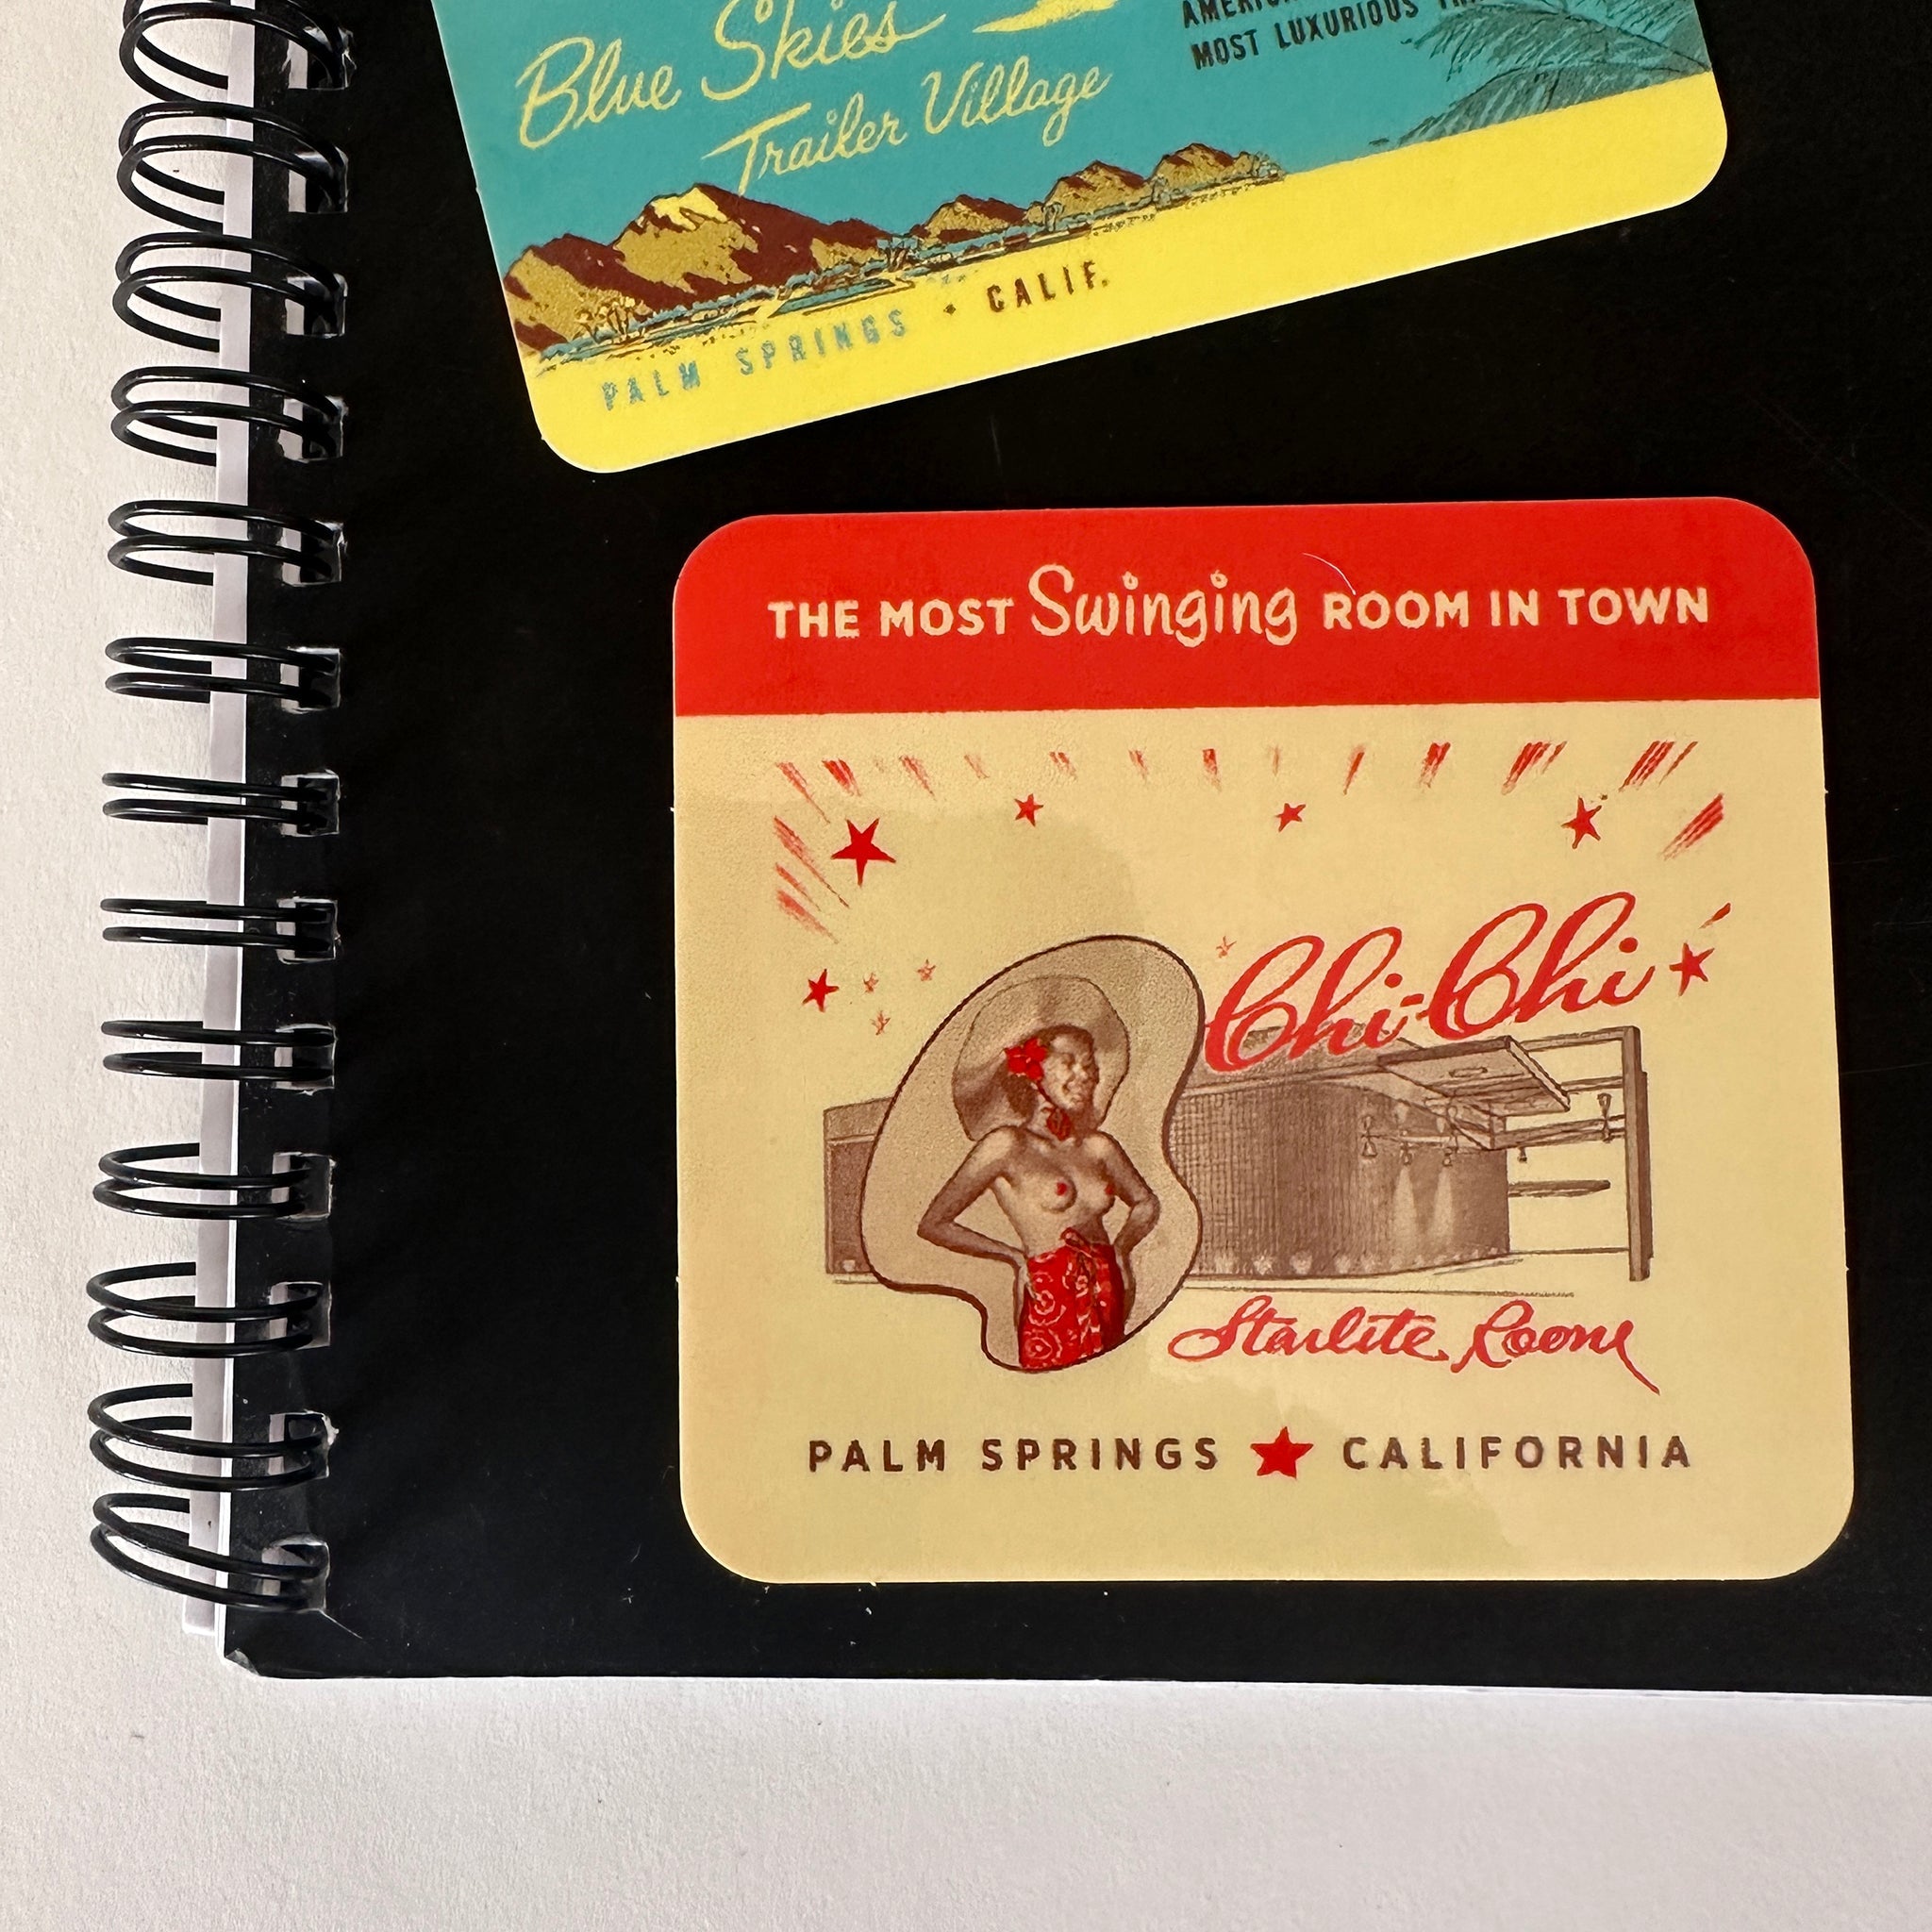 Blue Skies
Trailer Village
MOST LUXURIOUS
PALM SPRINGS • CALIF.
THE MOST Swinging ROOM IN TOWN
Chi-Chi
Starlite Room
PALM SPRINGS ★ CALIFORNIA